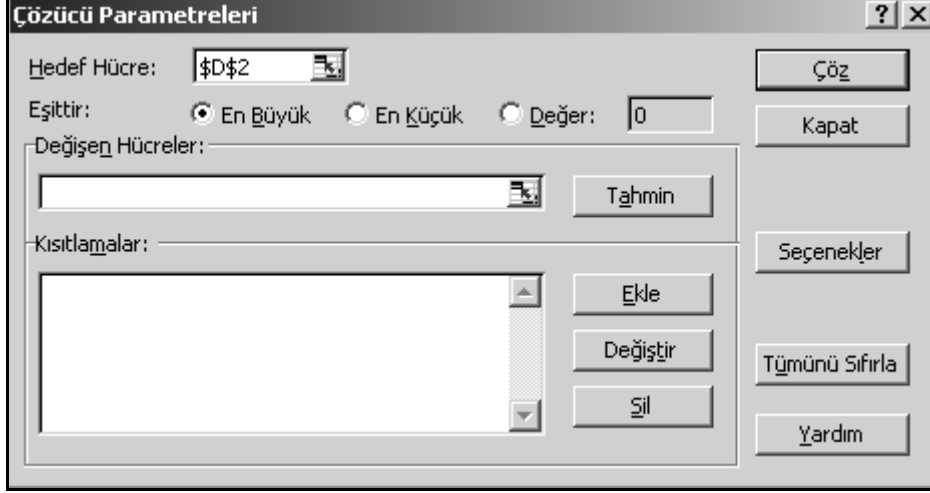 Çözücü Parametreleri ? ×
Hedef Hücre: $D$2
Çöz
Eşittir: En Büyük En Küçük Değer: 0
Kapat
Değişen Hücreler:
Tahmin
Kısıtlamalar:
Seçenekler
Ekle
Değiştir
Tümünü Sıfırla
Sil
Yardım